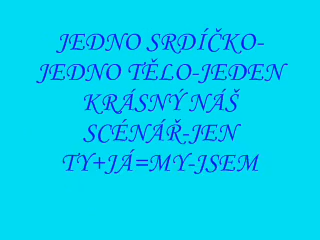 JEDNO SRDÍČKO-
JEDNO TĚLO-JEDEN
KRÁSNÝ NÁŠ
SCÉNÁŘ-JEN
TY+JÁ=MY-JSEM